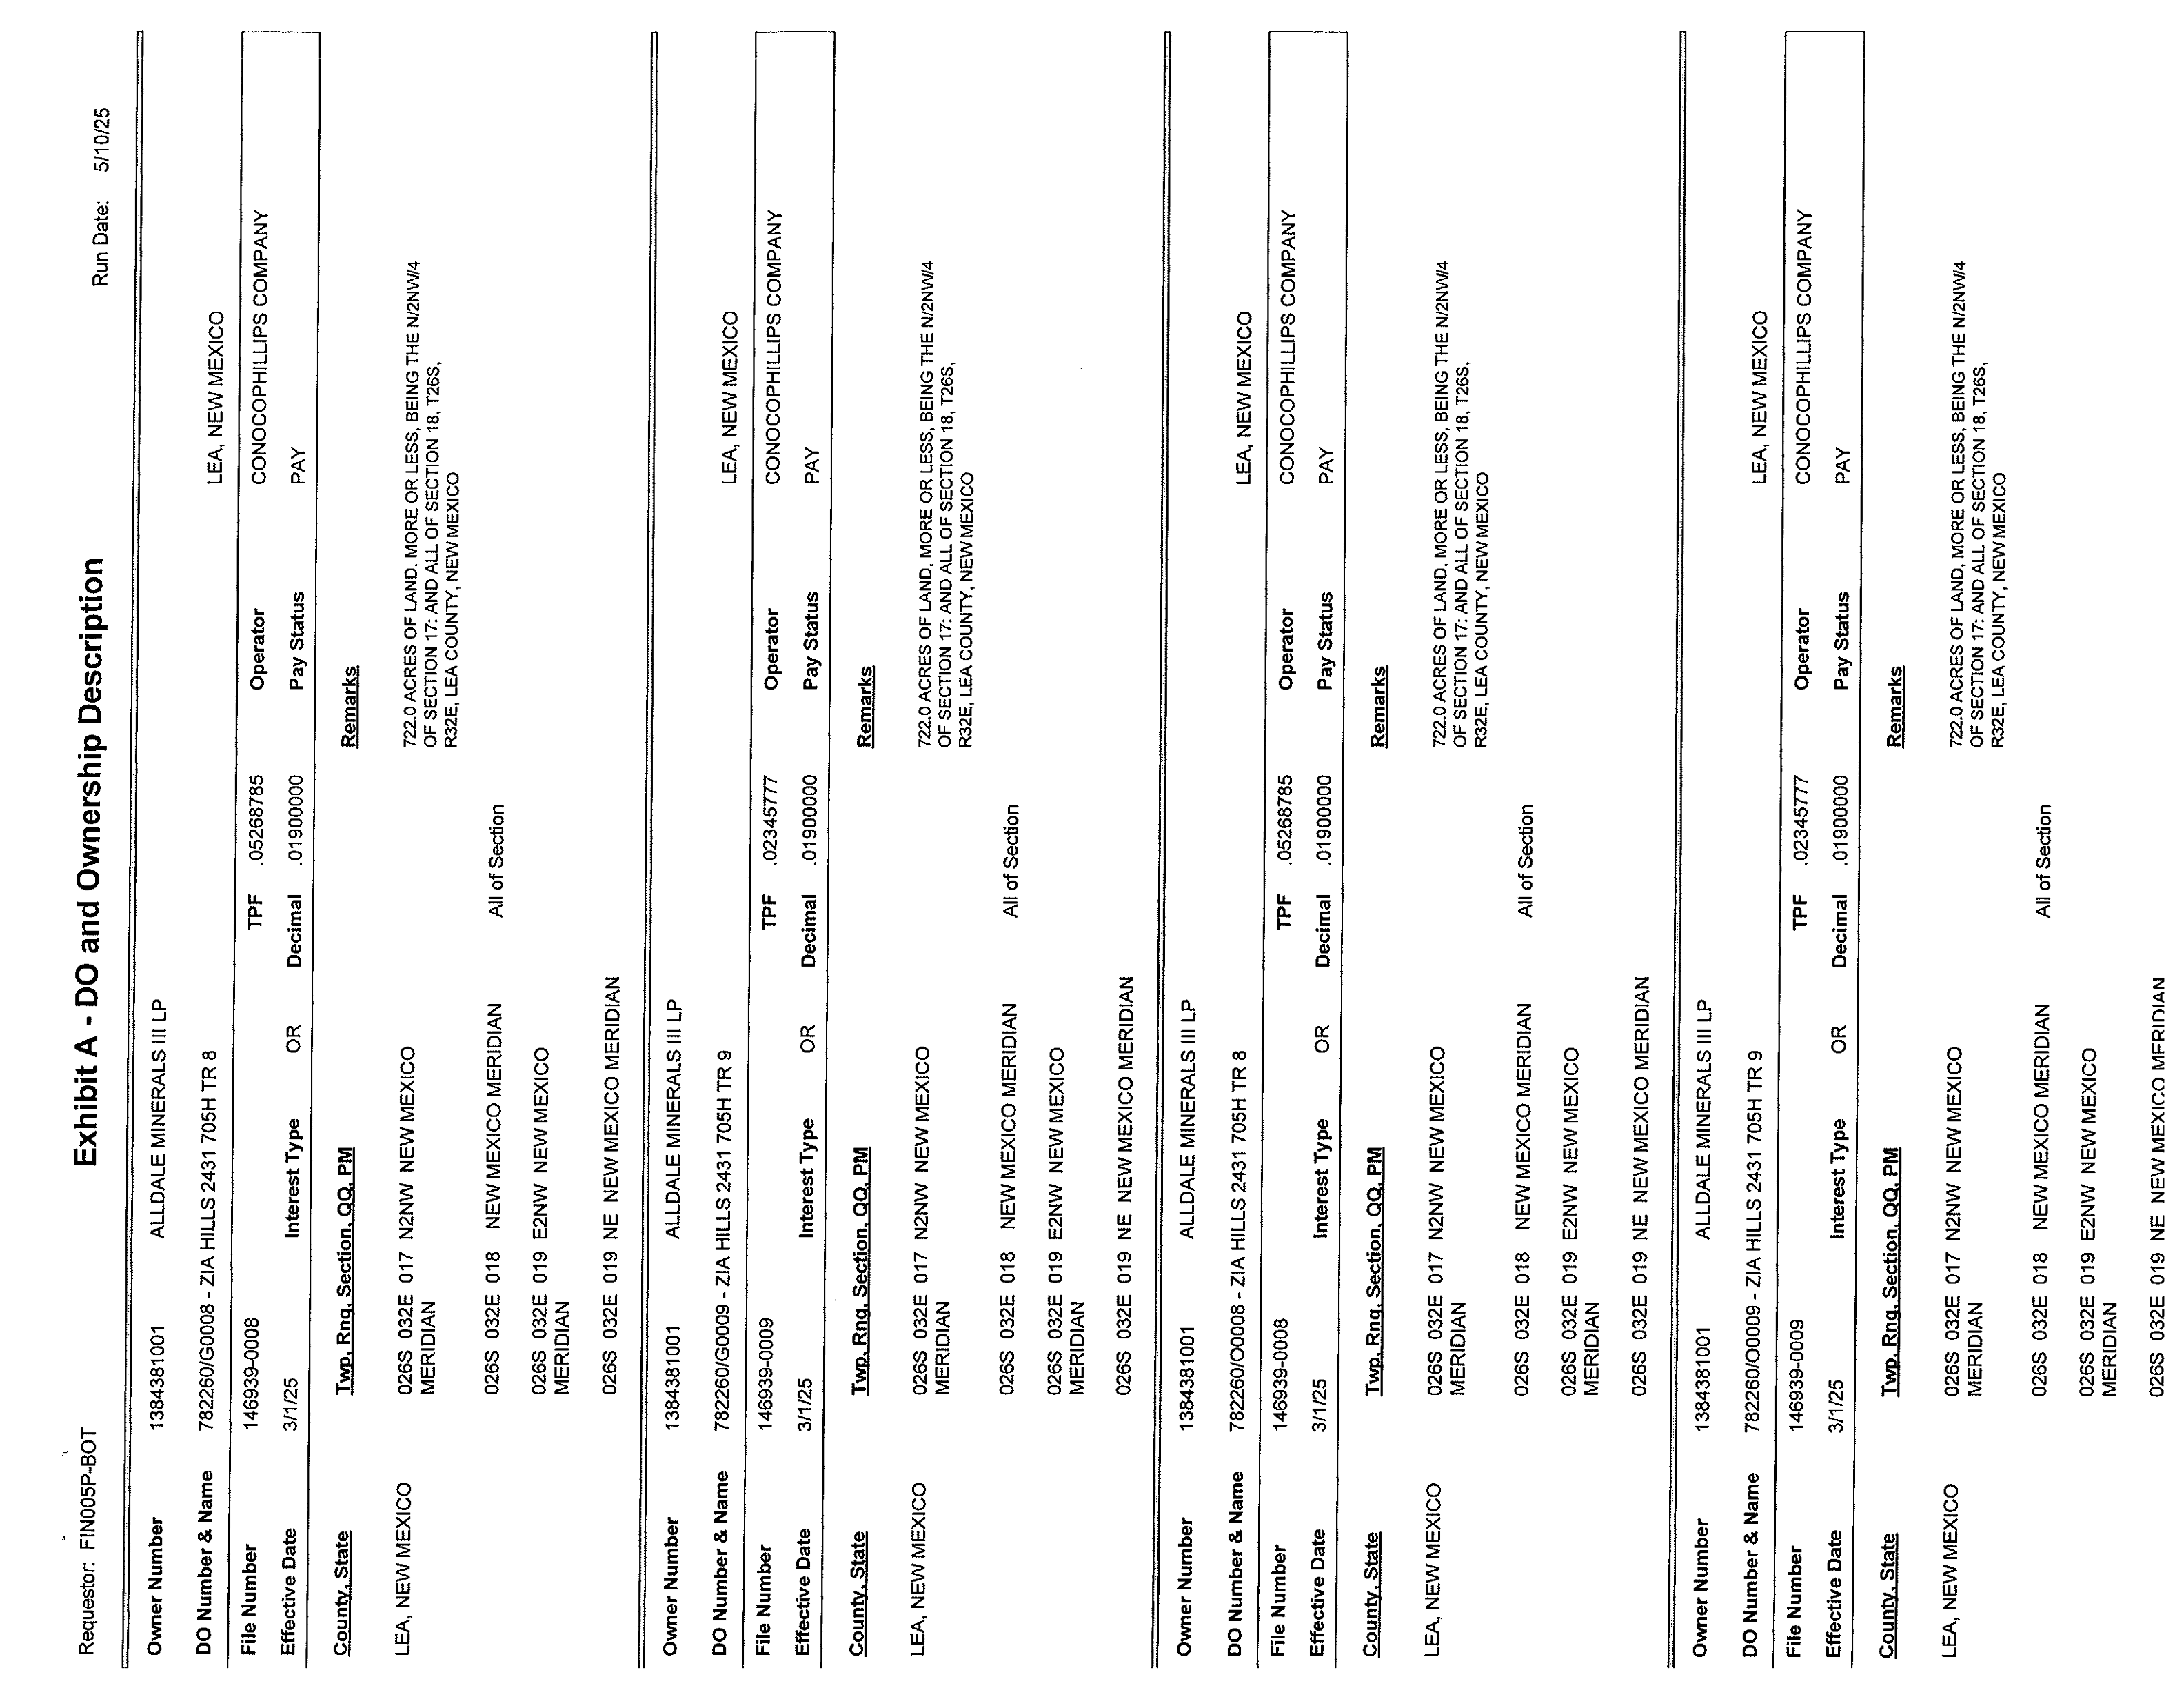 Requestor: FIN005P-BOT Exhibit A - DO and Ownership Description Run Date: 5/10/25
Owner Number 1384381001 ALLDALE MINERALS III LP
DO Number & Name 782260/G0008 - ZIA HILLS 2431 705H TR 8 LEA, NEW MEXICO
File Number 146939-0008 TPF .05268785 Operator CONOCOPHILLIPS COMPANY
Effective Date 3/1/25 Interest Type OR Decimal .01900000 Pay Status PAY
County, State Twp, Rng, Section, QQ, PM Remarks
LEA, NEW MEXICO 026S 032E 017 N2NW NEW MEXICO 722.0 ACRES OF LAND, MORE OR LESS, BEING THE N/2NW/4
MERIDIAN OF SECTION 17: AND ALL OF SECTION 18, T26S,
R32E, LEA COUNTY, NEW MEXICO
026S 032E 018 NEW MEXICO MERIDIAN All of Section
026S 032E 019 E2NW NEW MEXICO
MERIDIAN
026S 032E 019 NE NEW MEXICO MERIDIAN
Owner Number 1384381001 ALLDALE MINERALS III LP
DO Number & Name 782260/G0009 - ZIA HILLS 2431 705H TR 9 LEA, NEW MEXICO
File Number 146939-0009 TPF .02345777 Operator CONOCOPHILLIPS COMPANY
Effective Date 3/1/25 Interest Type OR Decimal .01900000 Pay Status PAY
County, State Twp, Rng, Section, QQ, PM Remarks
LEA, NEW MEXICO 026S 032E 017 N2NW NEW MEXICO 722.0 ACRES OF LAND, MORE OR LESS, BEING THE N/2NW/4
MERIDIAN OF SECTION 17: AND ALL OF SECTION 18, T26S,
R32E, LEA COUNTY, NEW MEXICO
026S 032E 018 NEW MEXICO MERIDIAN All of Section
026S 032E 019 E2NW NEW MEXICO
MERIDIAN
026S 032E 019 NE NEW MEXICO MERIDIAN
Owner Number 1384381001 ALLDALE MINERALS III LP
DO Number & Name 782260/O0008 - ZIA HILLS 2431 705H TR 8 LEA, NEW MEXICO
File Number 146939-0008 TPF .05268785 Operator CONOCOPHILLIPS COMPANY
Effective Date 3/1/25 Interest Type OR Decimal .01900000 Pay Status PAY
County, State Twp, Rng, Section, QQ, PM Remarks
LEA, NEW MEXICO 026S 032E 017 N2NW NEW MEXICO 722.0 ACRES OF LAND, MORE OR LESS, BEING THE N/2NW/4
MERIDIAN OF SECTION 17: AND ALL OF SECTION 18, T26S,
R32E, LEA COUNTY, NEW MEXICO
026S 032E 018 NEW MEXICO MERIDIAN All of Section
026S 032E 019 E2NW NEW MEXICO
MERIDIAN
026S 032E 019 NE NEW MEXICO MERIDIAN
Owner Number 1384381001 ALLDALE MINERALS III LP
DO Number & Name 782260/O0009 - ZIA HILLS 2431 705H TR 9 LEA, NEW MEXICO
File Number 146939-0009 TPF .02345777 Operator CONOCOPHILLIPS COMPANY
Effective Date 3/1/25 Interest Type OR Decimal .01900000 Pay Status PAY
County, State Twp, Rng, Section, QQ, PM Remarks
LEA, NEW MEXICO 026S 032E 017 N2NW NEW MEXICO 722.0 ACRES OF LAND, MORE OR LESS, BEING THE N/2NW/4
MERIDIAN OF SECTION 17: AND ALL OF SECTION 18, T26S,
R32E, LEA COUNTY, NEW MEXICO
026S 032E 018 NEW MEXICO MERIDIAN All of Section
026S 032E 019 E2NW NEW MEXICO
MERIDIAN
026S 032E 019 NE NEW MEXICO MERIDIAN